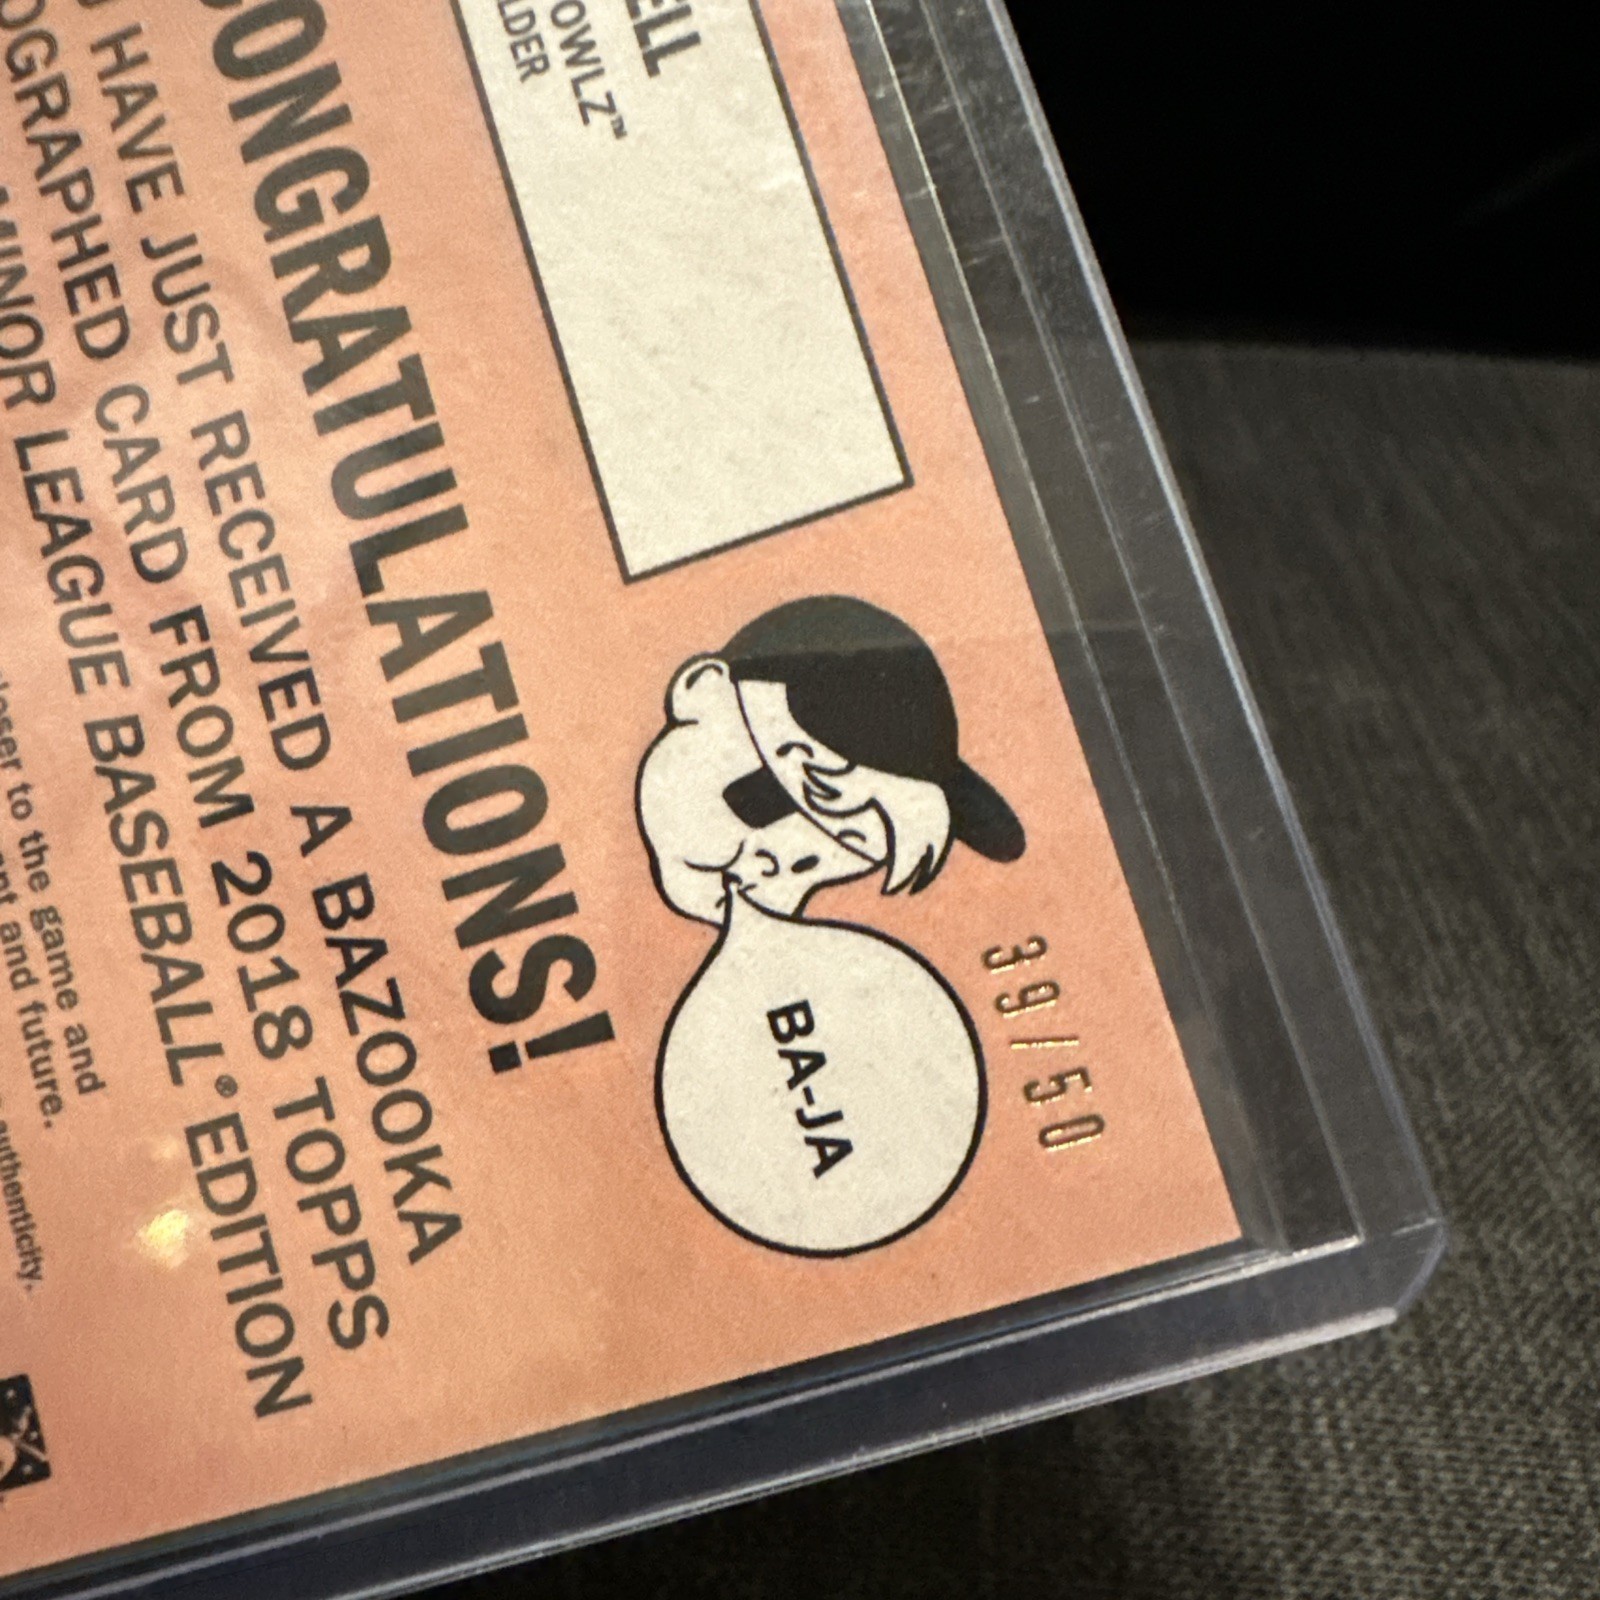 ELL
OWLZ™
LDER
CONGRATULATIONS!
HAVE JUST RECEIVED A BAZOOKA
OGRAPHED CARD FROM 2018 TOPPS
MINOR LEAGUE BASEBALL® EDITION
to the game and
and future.
authenticity.
BA-JA
39/50